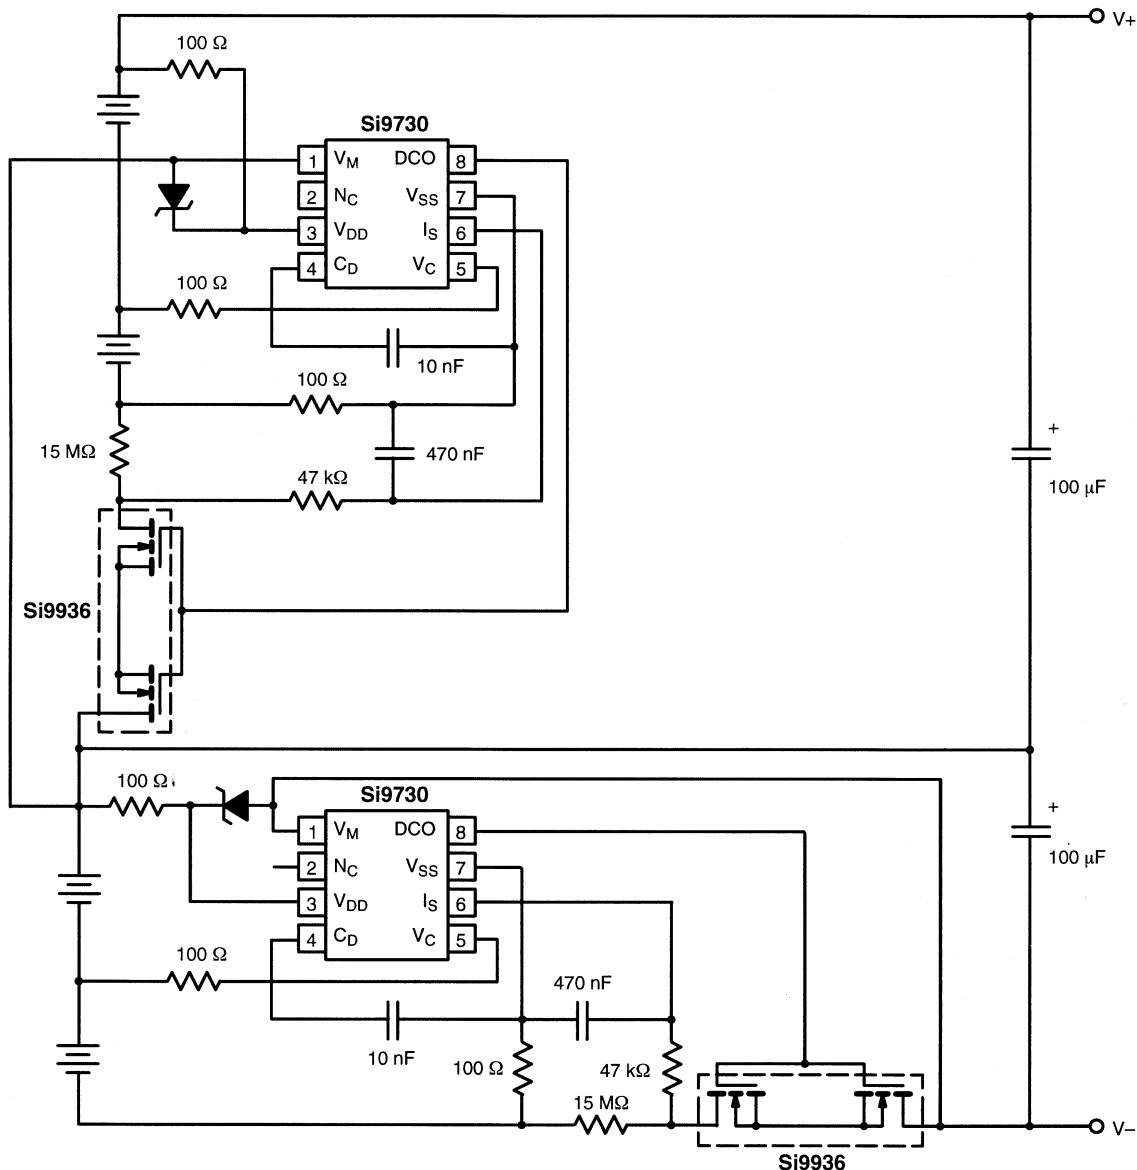 V+
100 Ω
Si9730
1 VM DCO 8
2 NC VSS 7
3 VDD IS 6
4 CD VC 5
100 Ω
10 nF
100 Ω
15 MΩ
470 nF
47 kΩ
+
100 µF
Si9936
100 Ω
Si9730
1 VM DCO 8
2 NC VSS 7
3 VDD IS 6
4 CD VC 5
+
100 µF
100 Ω
470 nF
10 nF
100 Ω
47 kΩ
15 MΩ
V–
Si9936